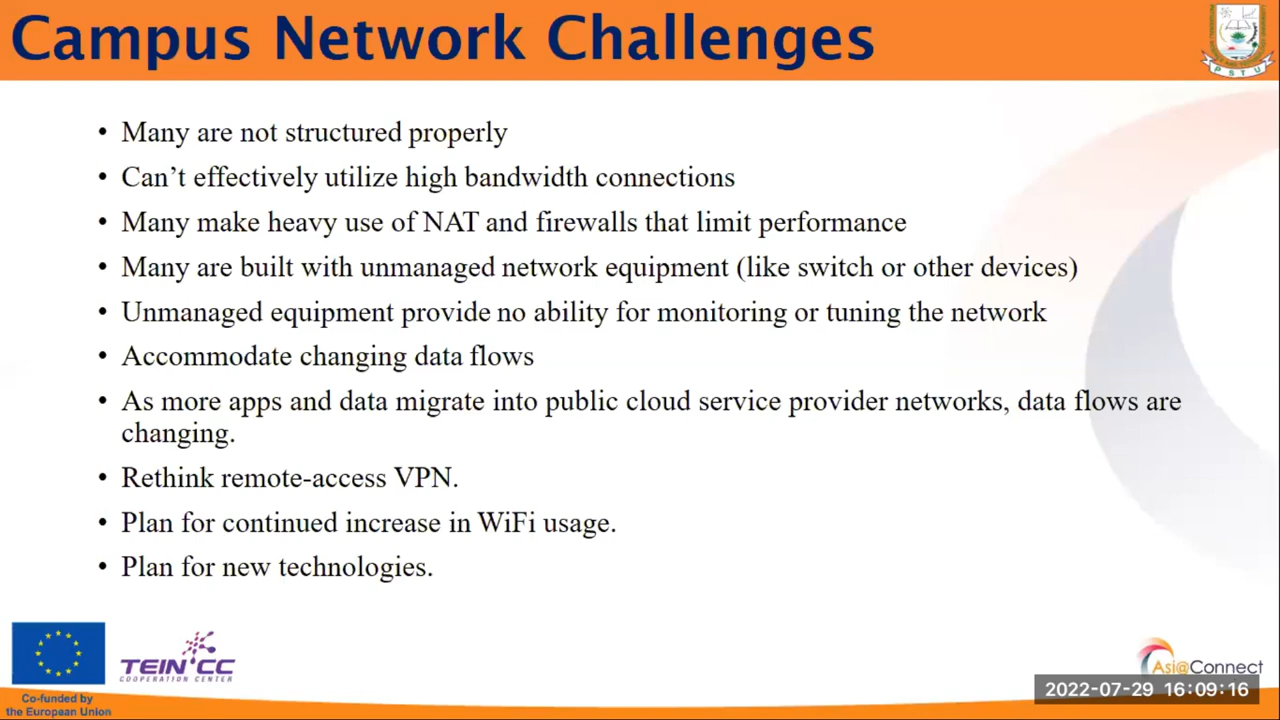 Campus Network Challenges
PSTU
• Many are not structured properly
• Can’t effectively utilize high bandwidth connections
• Many make heavy use of NAT and firewalls that limit performance
• Many are built with unmanaged network equipment (like switch or other devices)
• Unmanaged equipment provide no ability for monitoring or tuning the network
• Accommodate changing data flows
• As more apps and data migrate into public cloud service provider networks, data flows are
changing.
• Rethink remote-access VPN.
• Plan for continued increase in WiFi usage.
• Plan for new technologies.
TEIN*CC
COOPERATION CENTER
Asi@Connect
2022-07-29 16:09:16
Co-funded by
the European Union